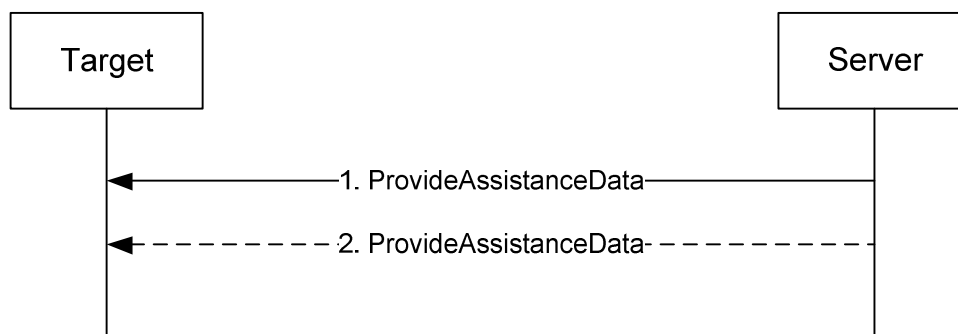 Target
Server
1. ProvideAssistanceData
2. ProvideAssistanceData